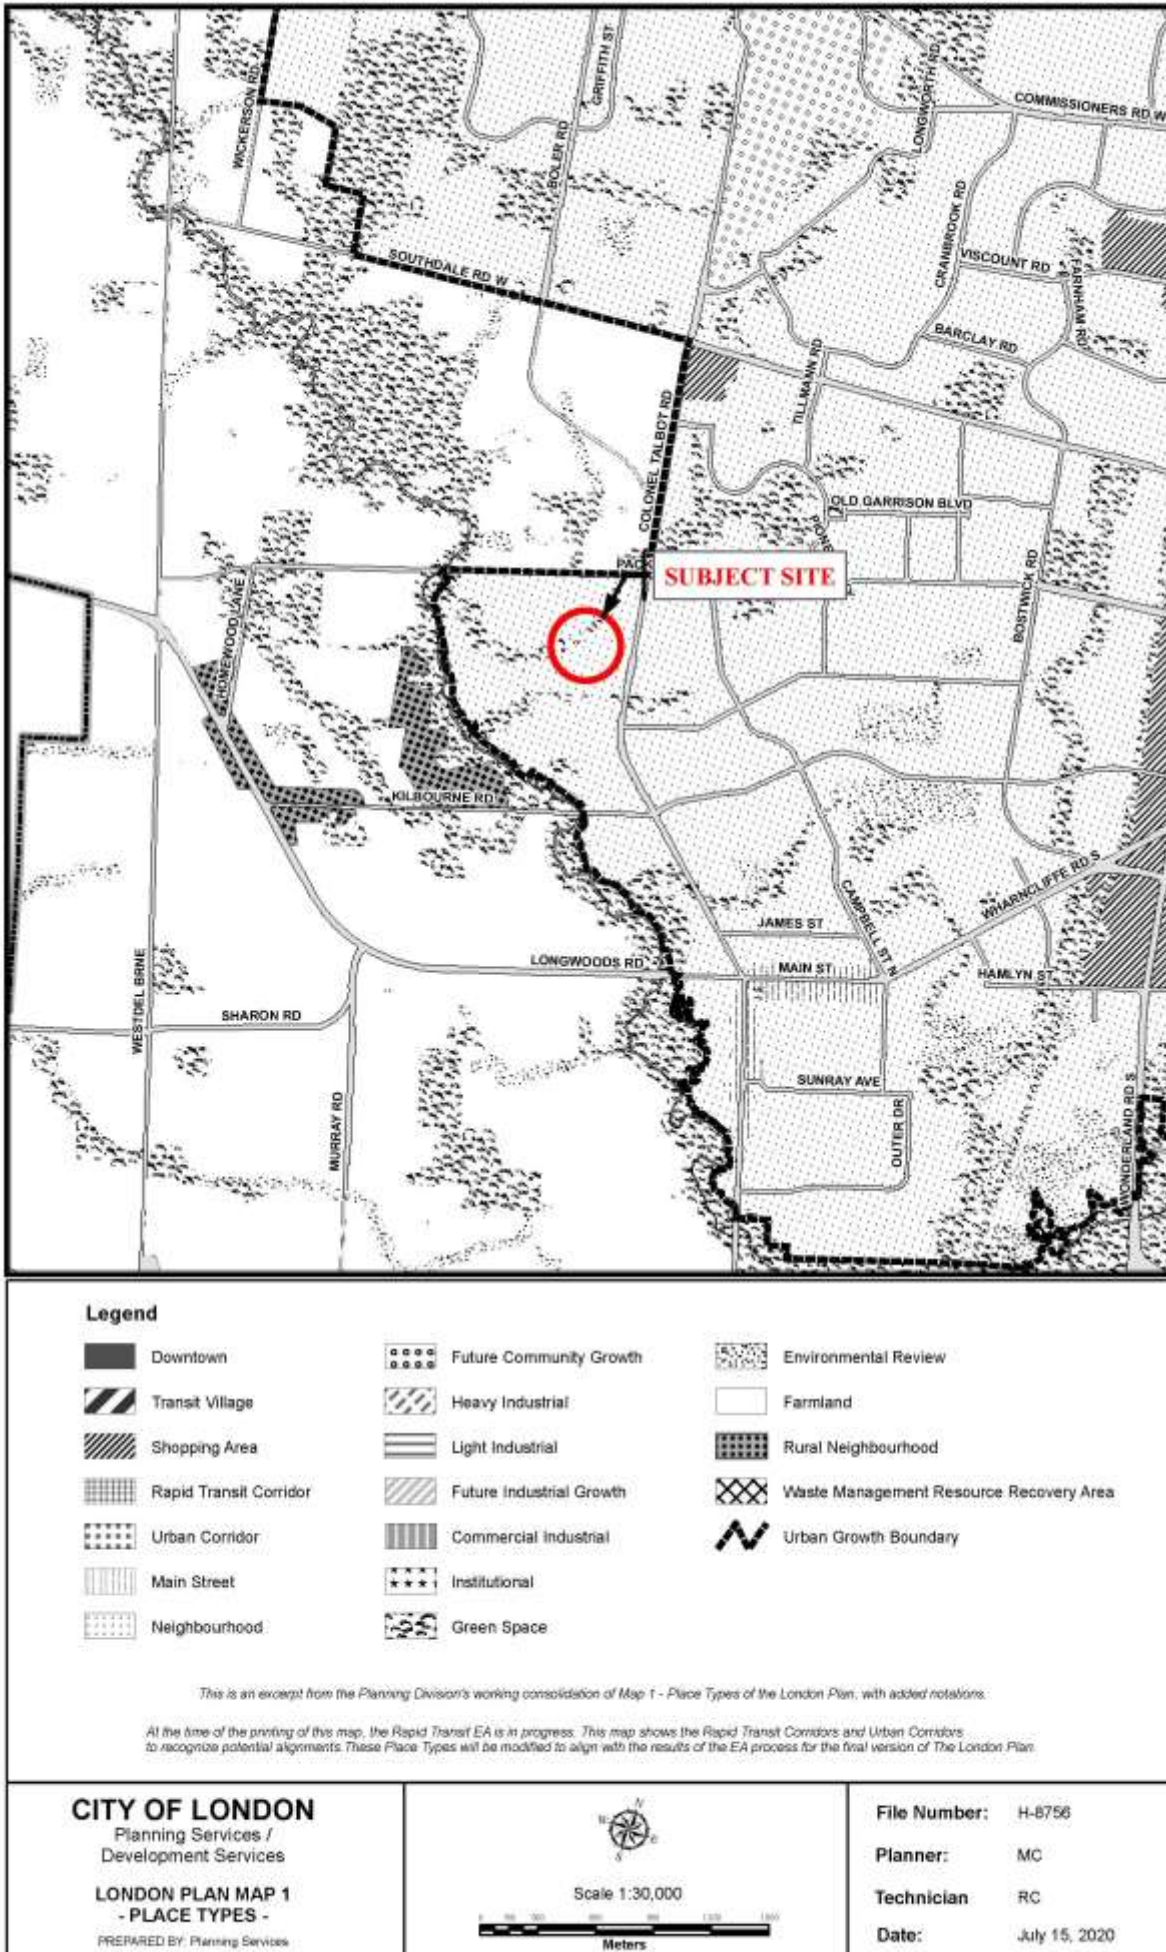 WICKERSON RD
GRIFFITH ST
BOLER RD
LONGWORTH RD
COMMISSIONERS RD W
CRANBROOK RD
VISCOUNT RD
FARNHAM RD
SOUTHDALE RD W
BARCLAY RD
TILLMANN RD
COLONEL TALBOT RD
OLD GARRISON BLVD
BOSTWICK RD
SUBJECT SITE
HOMEWOOD LANE
KILBOURNE RD
WHARNCLIFFE RD S
CAMPBELL ST N
JAMES ST
LONGWOODS RD
MAIN ST
HAMLYN ST
WESTDEL BRNE
SHARON RD
MURRAY RD
SUNRAY AVE
OUTER DR
WONDERLAND RD S
Legend
Downtown
Transit Village
Shopping Area
Rapid Transit Corridor
Urban Corridor
Main Street
Neighbourhood
Future Community Growth
Heavy Industrial
Light Industrial
Future Industrial Growth
Commercial Industrial
Institutional
Green Space
Environmental Review
Farmland
Rural Neighbourhood
Waste Management Resource Recovery Area
Urban Growth Boundary
This is an excerpt from the Planning Division's working consolidation of Map 1 - Place Types of the London Plan, with added notations.
At the time of the printing of this map, the Rapid Transit EA is in progress. This map shows the Rapid Transit Corridors and Urban Corridors
to recognize potential alignments. These Place Types will be modified to align with the results of the EA process for the final version of The London Plan.
CITY OF LONDON
Planning Services /
Development Services
LONDON PLAN MAP 1
- PLACE TYPES -
PREPARED BY: Planning Services
N
W
E
S
Scale 1:30,000
Meters
File Number: H-8756
Planner: MC
Technician RC
Date: July 15, 2020